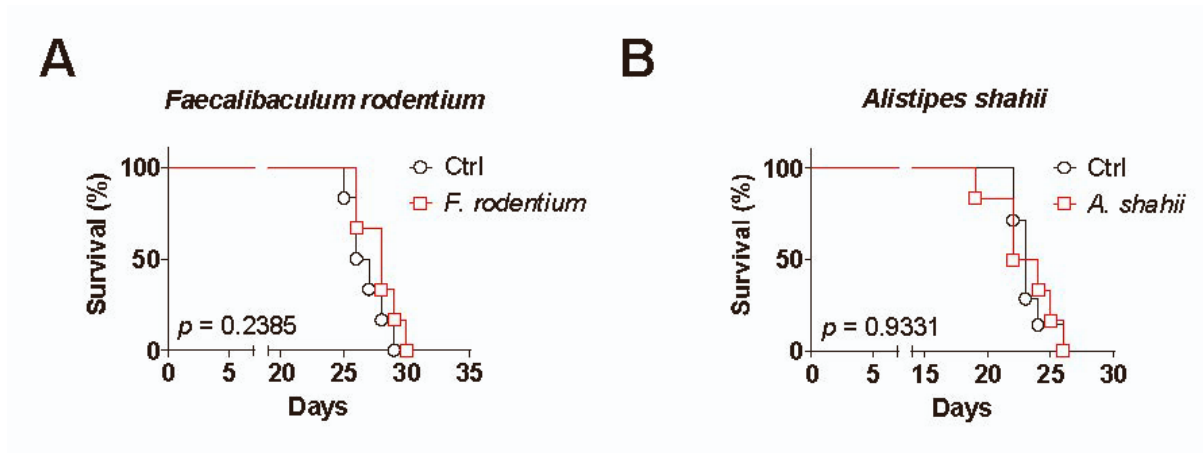 A
Faecalibaculum rodentium
Survival (%)
100
50
0
Ctrl
F. rodentium
p = 0.2385
0 5 20 25 30 35
Days
B
Alistipes shahii
Survival (%)
100
50
0
Ctrl
A. shahii
p = 0.9331
0 5 15 20 25 30
Days